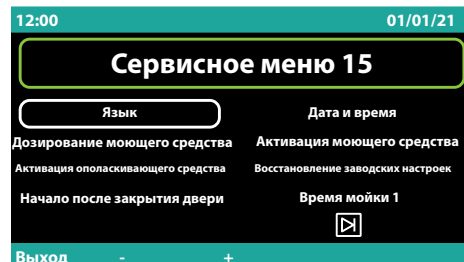 12:00 01/01/21
Сервисное меню 15
Язык Дата и время
Дозирование моющего средства Активация моющего средства
Активация ополаскивающего средства Восстановление заводских настроек
Начало после закрытия двери Время мойки 1
Выход - +